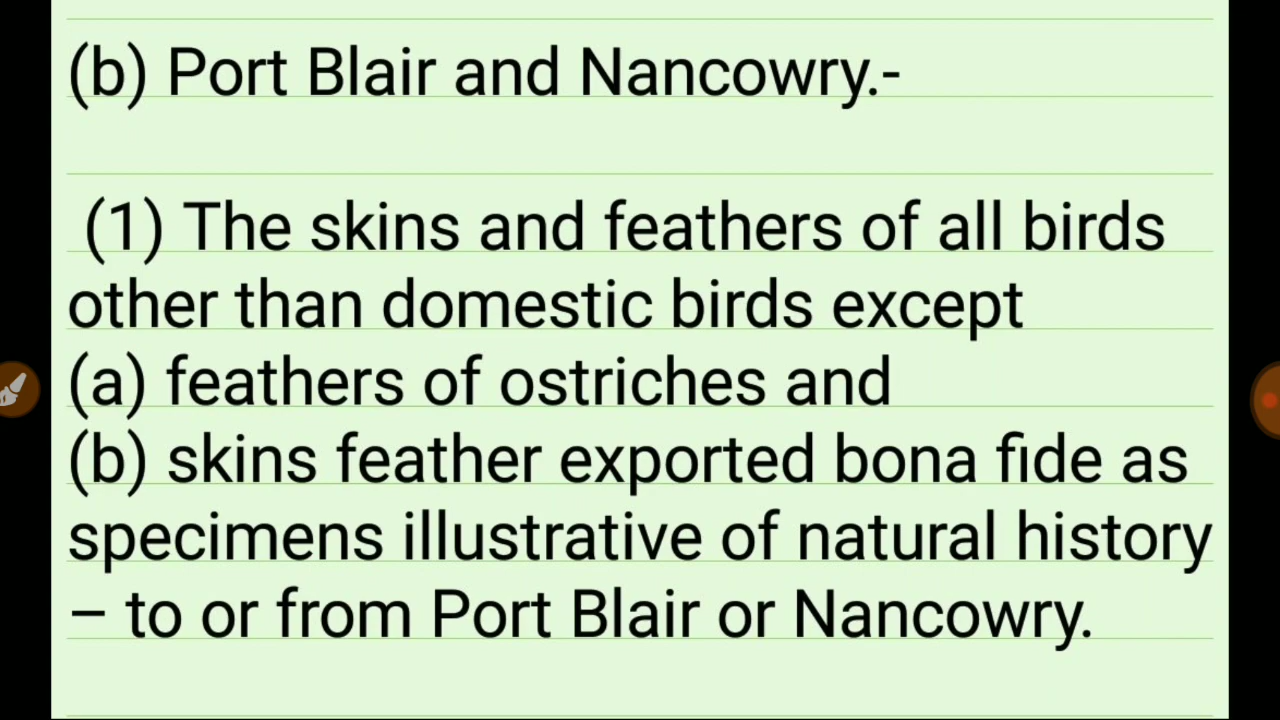 (b) Port Blair and Nancowry.-
(1) The skins and feathers of all birds
other than domestic birds except
(a) feathers of ostriches and
(b) skins feather exported bona fide as
specimens illustrative of natural history
– to or from Port Blair or Nancowry.